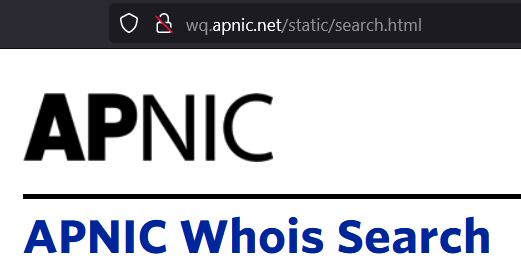 wq.apnic.net/static/search.html
APNIC
APNIC Whois Search